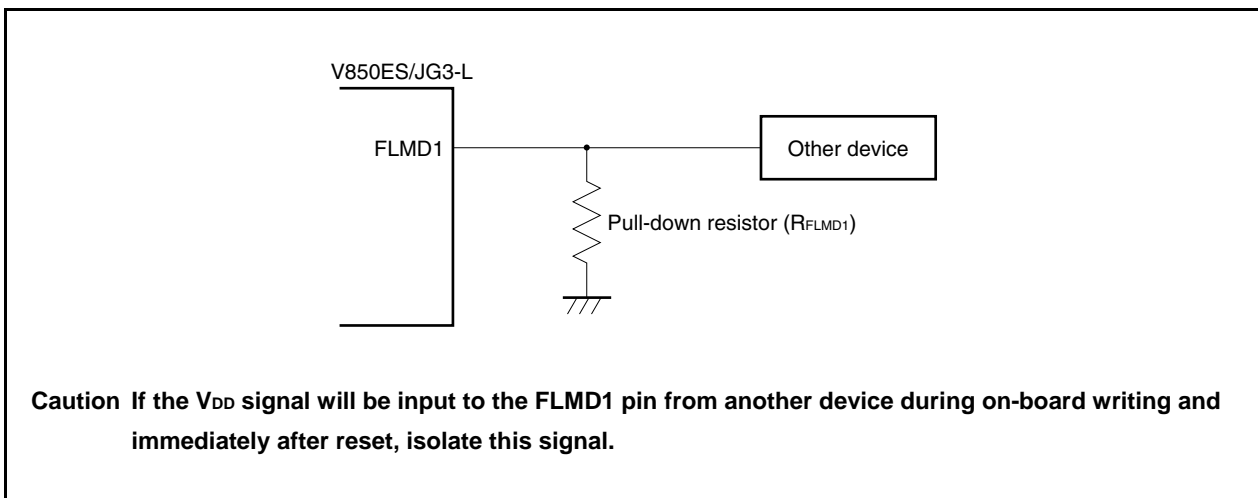 V850ES/JG3-L
FLMD1
Other device
Pull-down resistor (RFLMD1)
Caution If the VDD signal will be input to the FLMD1 pin from another device during on-board writing and
immediately after reset, isolate this signal.